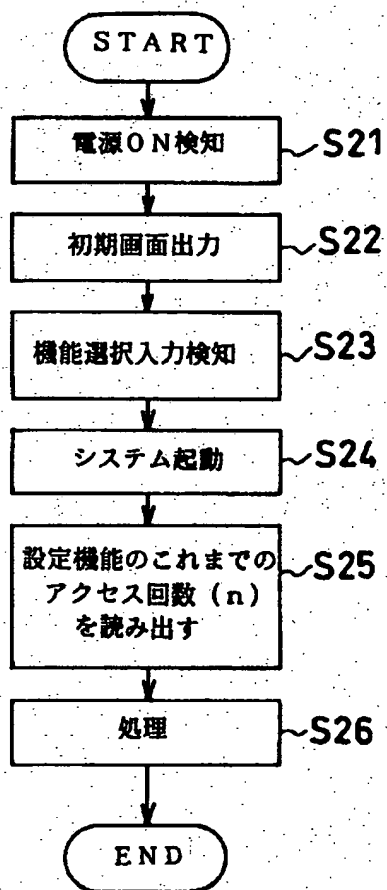 START
電源ON検知
S21
初期画面出力
S22
機能選択入力検知
S23
システム起動
S24
設定機能のこれまでの
アクセス回数(n)
を読み出す
S25
処理
S26
END